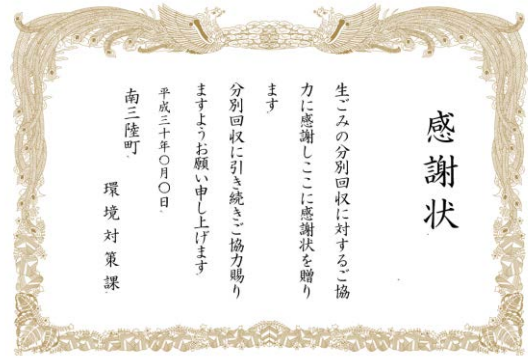 感謝状
生ごみの分別回収に対するご協
力に感謝しここに感謝状を贈り
ます
分別回収に引き続きご協力賜り
ますようお願い申し上げます
平成三十年〇月〇日
南三陸町
環境対策課